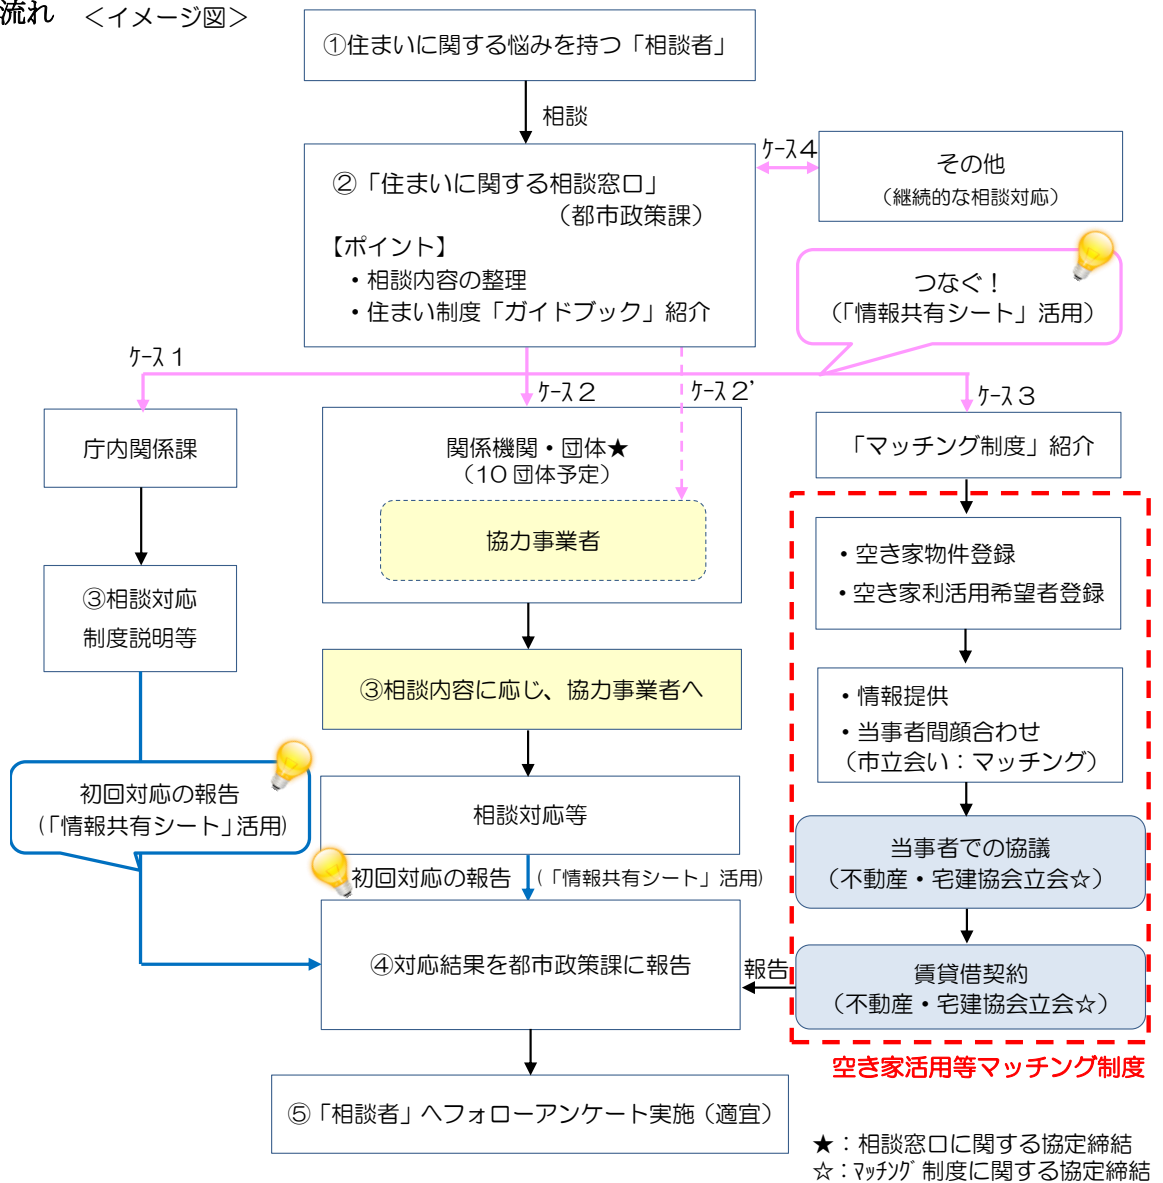 流れ ＜イメージ図＞
①住まいに関する悩みを持つ「相談者」
相談
②「住まいに関する相談窓口」
（都市政策課）
【ポイント】
・相談内容の整理
・住まい制度「ガイドブック」紹介
ｹｰｽ4
その他
（継続的な相談対応）
つなぐ！
（「情報共有シート」活用）
ｹｰｽ1
ｹｰｽ2
ｹｰｽ2’
ｹｰｽ3
庁内関係課
③相談対応
制度説明等
初回対応の報告
(「情報共有シート」活用)
関係機関・団体★
（10団体予定）
協力事業者
③相談内容に応じ、協力事業者へ
相談対応等
初回対応の報告 (「情報共有シート」活用)
④対応結果を都市政策課に報告
⑤「相談者」へフォローアンケート実施（適宜）
「マッチング制度」紹介
・空き家物件登録
・空き家利活用希望者登録
・情報提供
・当事者間顔合わせ
（市立会い：マッチング）
当事者での協議
（不動産・宅建協会立会☆）
賃貸借契約
（不動産・宅建協会立会☆）
報告
空き家活用等マッチング制度
★：相談窓口に関する協定締結
☆：ﾏｯﾁﾝｸﾞ制度に関する協定締結